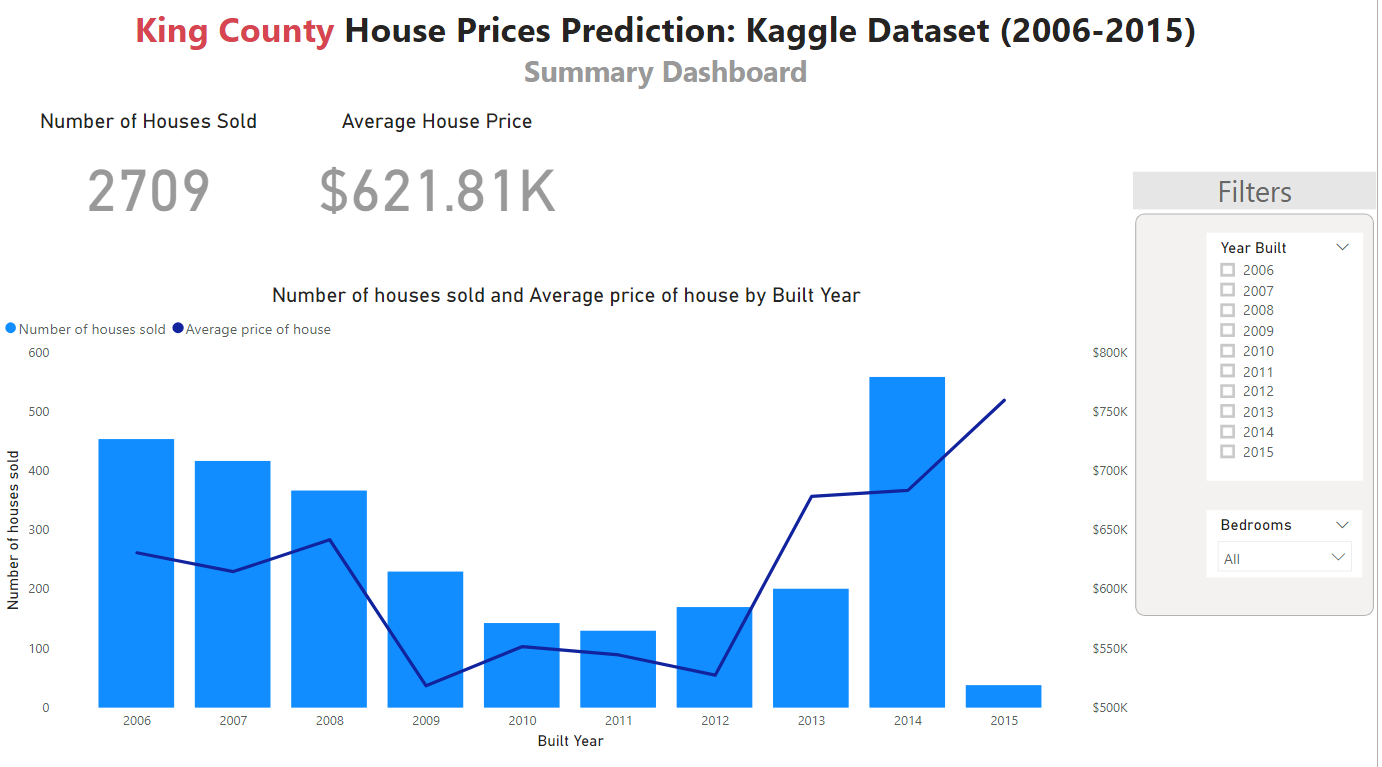 King County House Prices Prediction: Kaggle Dataset (2006-2015)
Summary Dashboard
Number of Houses Sold
Average House Price
2709
$621.81K
Number of houses sold and Average price of house by Built Year
Number of houses sold
Average price of house
600
500
400
300
200
100
0
Number of houses sold
$800K
$750K
$700K
$650K
$600K
$550K
$500K
2006
2007
2008
2009
2010
2011
2012
2013
2014
2015
Built Year
Filters
Year Built
2006
2007
2008
2009
2010
2011
2012
2013
2014
2015
Bedrooms
All